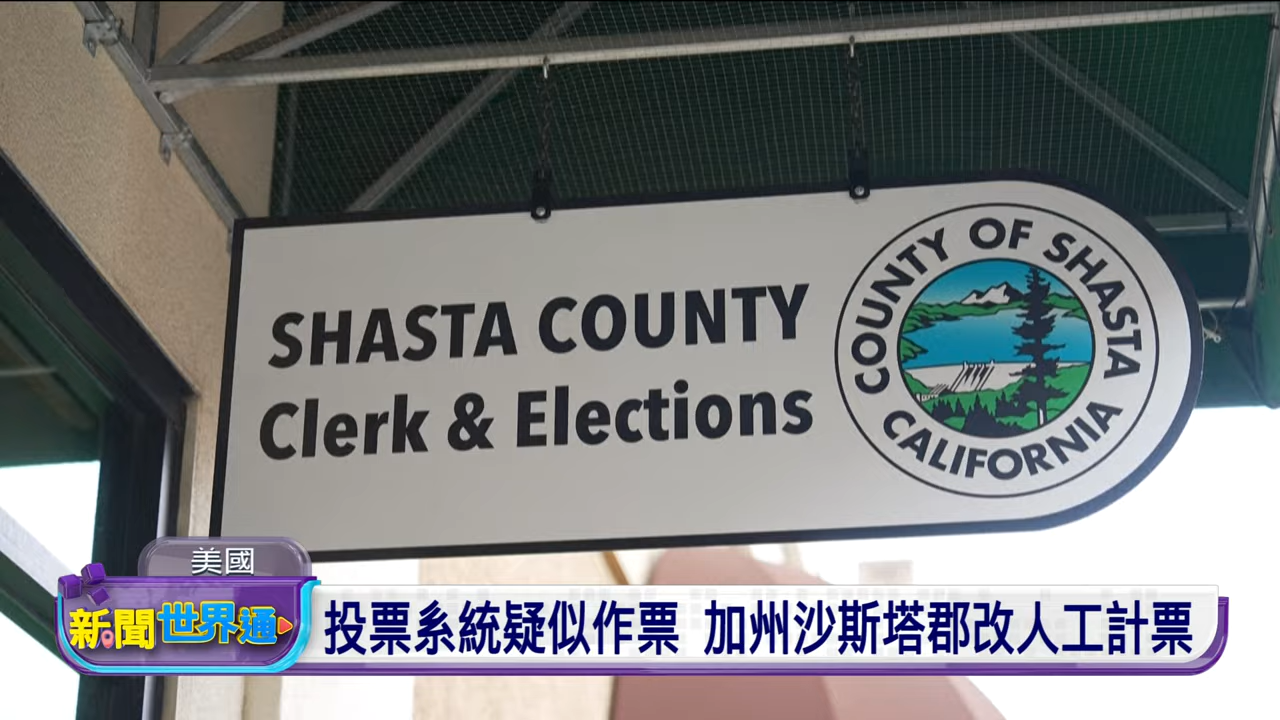 SHASTA COUNTY
Clerk & Elections
COUNTY OF SHASTA
CALIFORNIA
美國
新聞世界通
投票系統疑似作票 加州沙斯塔郡改人工計票